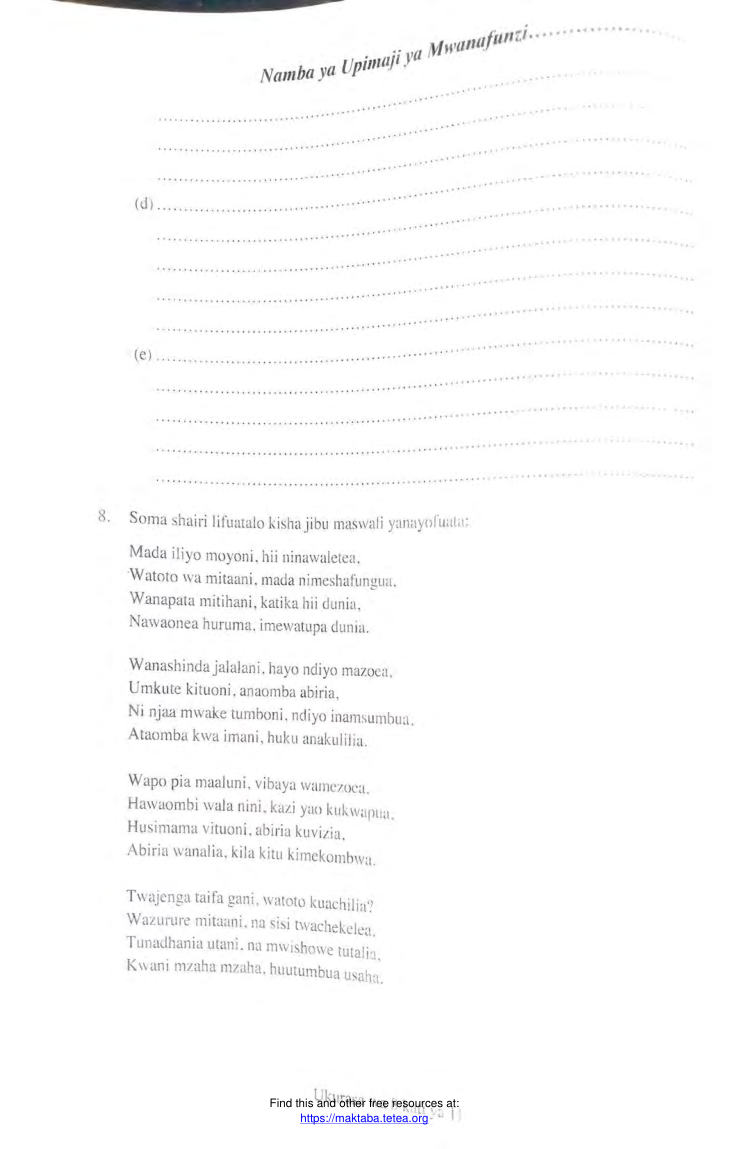 Namba ya Upimaji ya Mwanafunzi..................................
..................................
..................................
..................................
(d)..................................
..................................
..................................
..................................
..................................
(e)..................................
..................................
..................................
..................................
..................................
8. Soma shairi lifuatalo kisha jibu maswali yanayofuata:
Mada iliyo moyoni, hii ninawaletea,
Watoto wa mitaani, mada nimeshafungua,
Wanapata mitihani, katika hii dunia,
Nawaonea huruma, imewatupa dunia.
Wanashinda jalalani, hayo ndiyo mazoea,
Umkute kituoni, anaomba abiria,
Ni njaa mwake tumboni, ndiyo inamsumbua,
Ataomba kwa imani, huku anakulilia.
Wapo pia maaluni, vibaya wamezoea,
Hawaombi wala nini, kazi yao kukwapua,
Husimama vituoni, abiria kuvizia,
Abiria wanalia, kila kitu kimekombwa.
Twajenga taifa gani, watoto kuachilia?
Wazurure mitaani, na sisi twachekelea,
Tunadhania utani, na mwishowe tutalia,
Kwani mzaha mzaha, huutumbua usaha.
ya 11
Find this and other free resources at:
https://maktaba.tetea.org